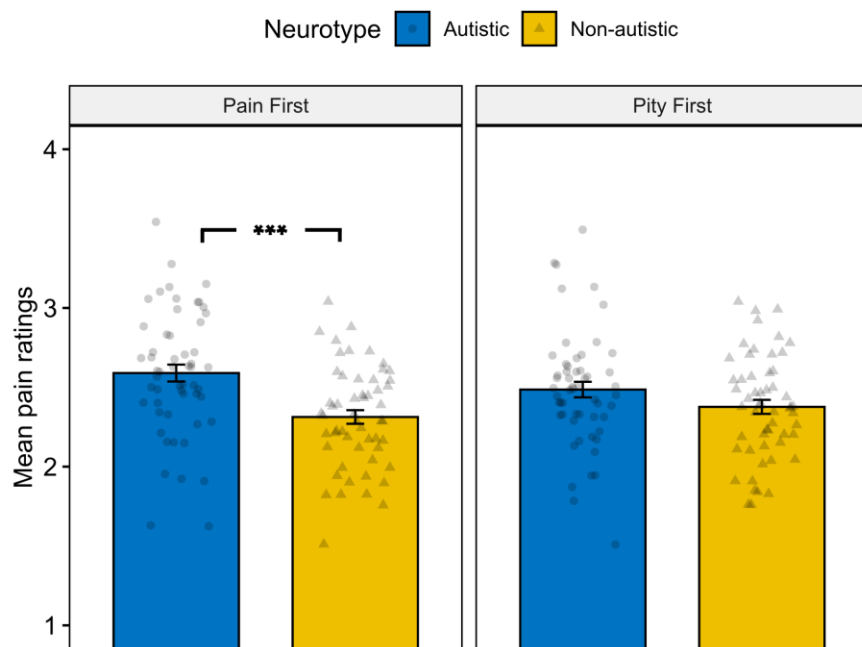 Neurotype Autistic Non-autistic
Pain First
Pity First
4
***
3
2
1
Mean pain ratings